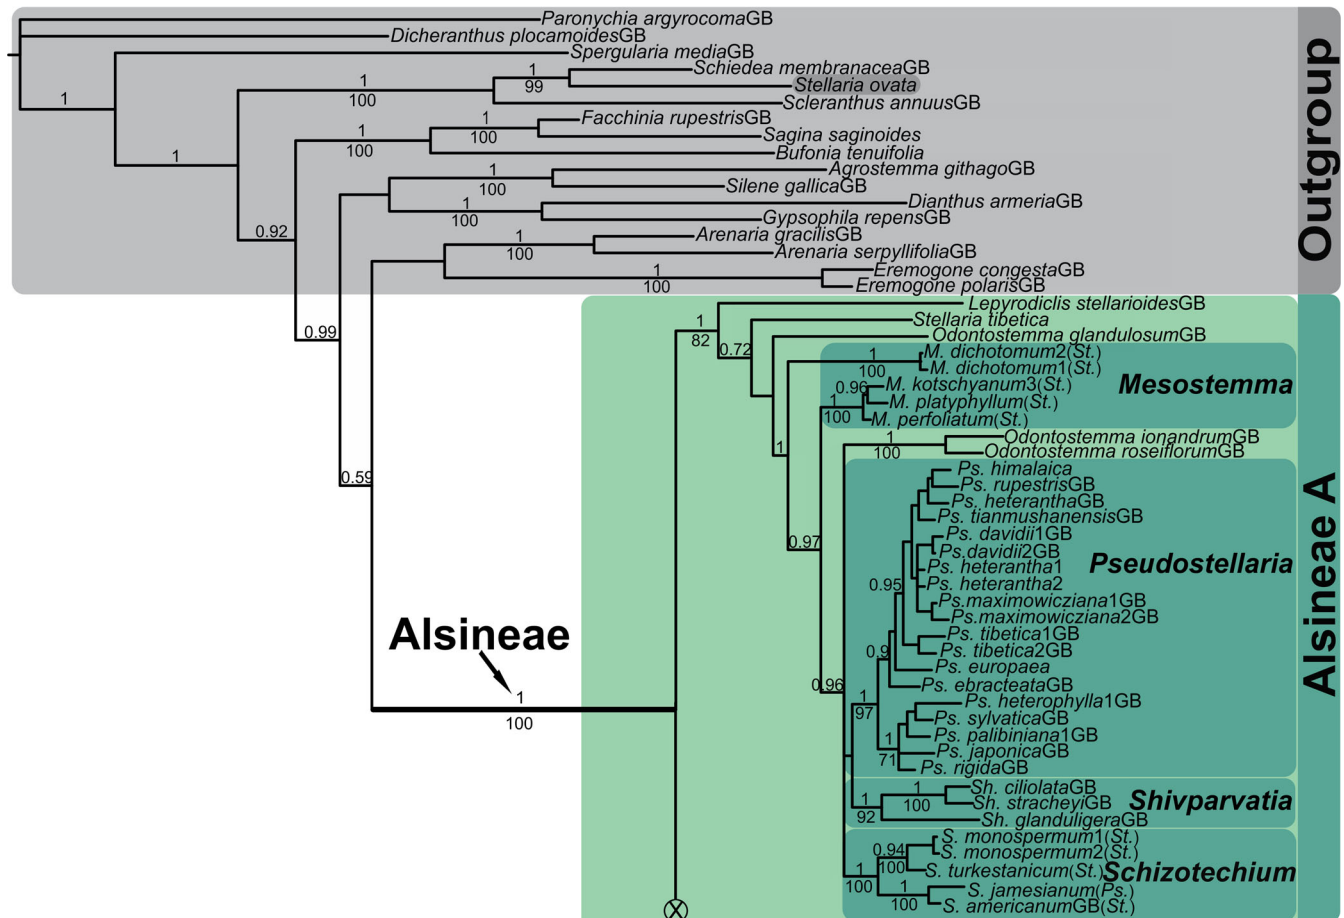 Paronychia argyrocomaGB
Dicheranthus plocamoidesGB
Spergularia mediaGB
Schiedea membranaceaGB
1
99
Stellaria ovata
1
100
Scleranthus annuusGB
1
Facchinia rupestrisGB
1
100
Sagina saginoides
1
100
Bufonia tenuifolia
1
Agrostemma githagoGB
1
100
Silene gallicaGB
Dianthus armeriaGB
1
100
Gypsophila repensGB
0.92
Arenaria gracilisGB
1
100
Arenaria serpyllifoliaGB
Eremogone congestaGB
1
100
Eremogone polarisGB
Outgroup
0.99
Lepyrodiclis stellarioidesGB
1
82
Stellaria tibetica
Odontostemma glandulosumGB
0.72
M. dichotomum2(St.)
1
100
M. dichotomum1(St.)
M. kotschyanum3(St.)
0.96
M. platyphyllum(St.)
1
100
M. perfoliatum(St.)
Mesostemma
Odontostemma ionandrumGB
1
100
Odontostemma roseiflorumGB
1
0.59
Ps. himalaica
Ps. rupestrisGB
Ps. heteranthaGB
Ps. tianmushanensisGB
Ps. davidii1GB
0.97
Ps.davidii2GB
Ps. heterantha1
Pseudostellaria
Ps. heterantha2
0.95
Ps.maximowicziana1GB
Ps.maximowicziana2GB
Ps. tibetica1GB
Ps. tibetica2GB
0.9
Ps. europaea
Ps. ebracteataGB
0.96
Ps. heterophylla1GB
1
97
Ps. sylvaticaGB
Ps. palibiniana1GB
1
71
Ps. japonicaGB
Ps. rigidaGB
Alsineae
1
100
Alsineae A
Sh. ciliolataGB
1
100
Sh. stracheyiGB
Shivparvatia
1
92
Sh. glanduligeraGB
S. monospermum1(St.)
0.94
100
S. monospermum2(St.)
S. turkestanicum(St.)
Schizotechium
1
100
S. jamesianum(Ps.)
1
100
S. americanumGB(St.)
X